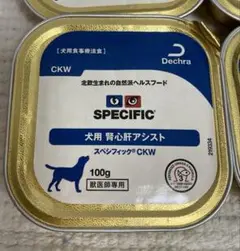 CKW
【犬用食事療法食】
Dechra
北欧生まれの自然派ヘルスフード
SPECIFIC
犬用 腎心肝アシスト
スペシフィック® CKW
100g
獣医師専用